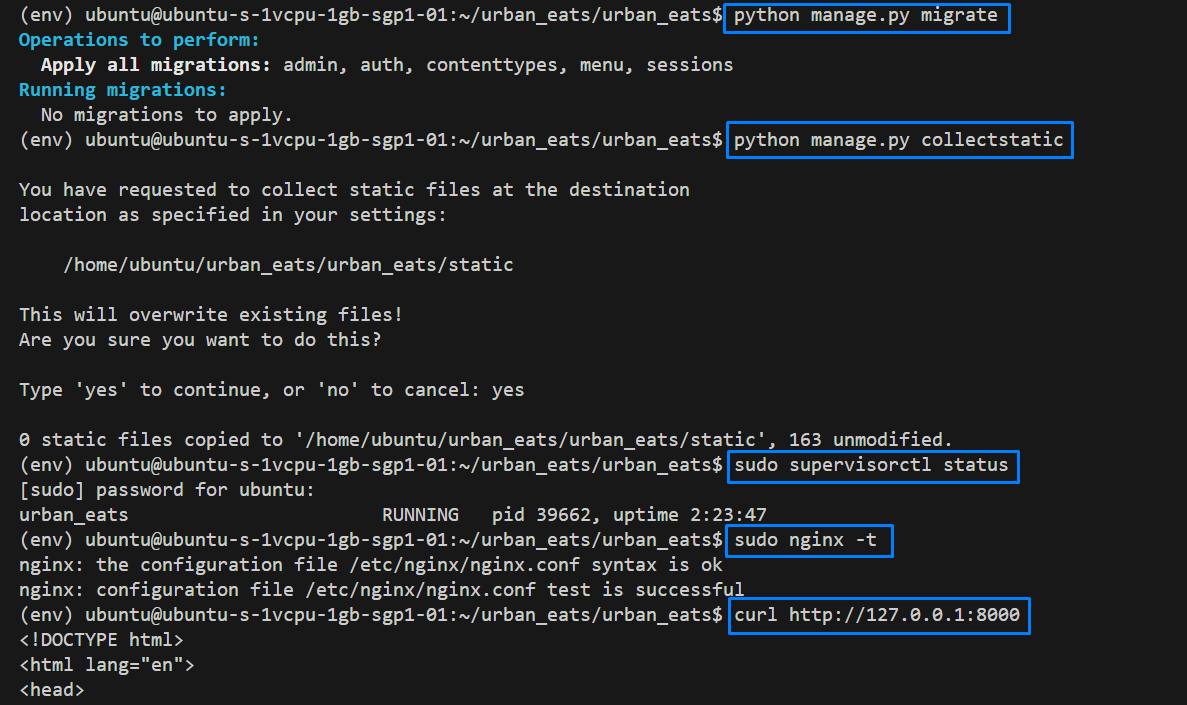 (env) ubuntu@ubuntu-s-1vcpu-1gb-sgp1-01:~/urban_eats/urban_eats$ python manage.py migrate
Operations to perform:
  Apply all migrations: admin, auth, contenttypes, menu, sessions
Running migrations:
  No migrations to apply.
(env) ubuntu@ubuntu-s-1vcpu-1gb-sgp1-01:~/urban_eats/urban_eats$ python manage.py collectstatic

You have requested to collect static files at the destination
location as specified in your settings:

    /home/ubuntu/urban_eats/urban_eats/static

This will overwrite existing files!
Are you sure you want to do this?

Type 'yes' to continue, or 'no' to cancel: yes

0 static files copied to '/home/ubuntu/urban_eats/urban_eats/static', 163 unmodified.
(env) ubuntu@ubuntu-s-1vcpu-1gb-sgp1-01:~/urban_eats/urban_eats$ sudo supervisorctl status
[sudo] password for ubuntu:
urban_eats                       RUNNING   pid 39662, uptime 2:23:47
(env) ubuntu@ubuntu-s-1vcpu-1gb-sgp1-01:~/urban_eats/urban_eats$ sudo nginx -t
nginx: the configuration file /etc/nginx/nginx.conf syntax is ok
nginx: configuration file /etc/nginx/nginx.conf test is successful
(env) ubuntu@ubuntu-s-1vcpu-1gb-sgp1-01:~/urban_eats/urban_eats$ curl http://127.0.0.1:8000
<!DOCTYPE html>
<html lang="en">
<head>